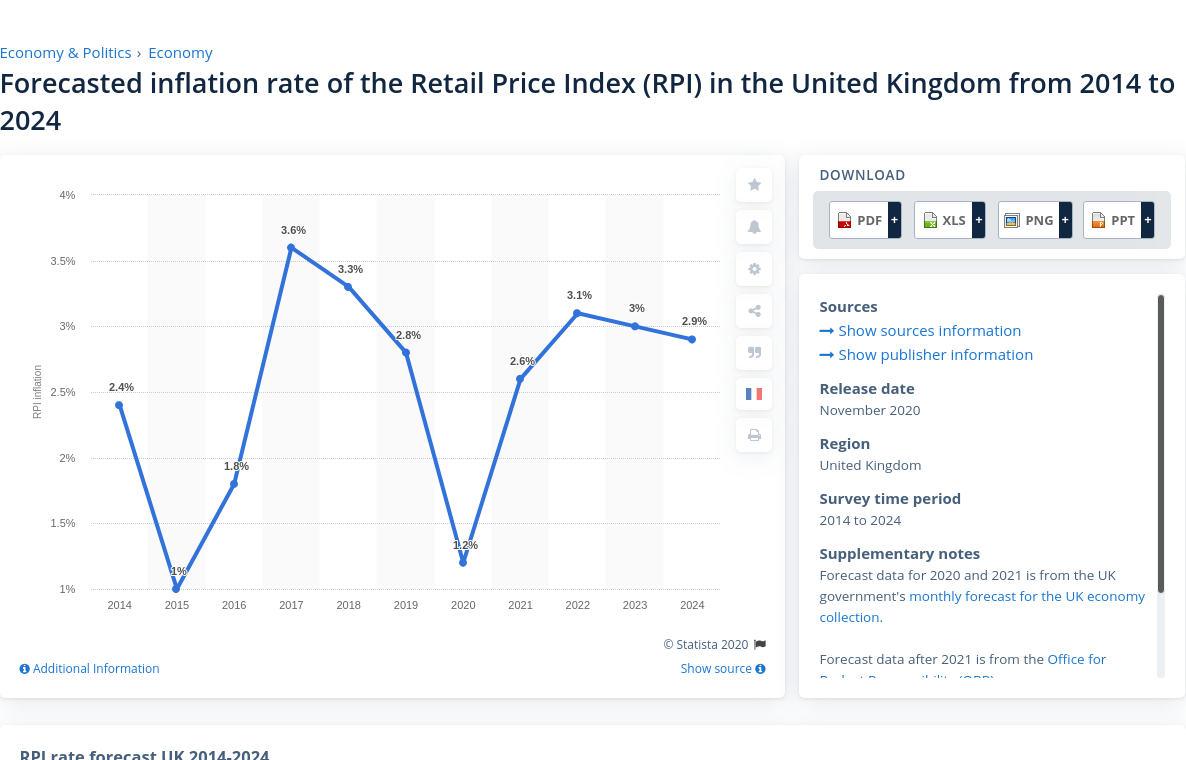 Economy & Politics › Economy
Forecasted inflation rate of the Retail Price Index (RPI) in the United Kingdom from 2014 to
2024
4%
3.5%
3%
2.5%
2%
1.5%
1%
RPI inflation
2.4%
1%
1.8%
3.6%
3.3%
2.8%
1.2%
2.6%
3.1%
3%
2.9%
2014 2015 2016 2017 2018 2019 2020 2021 2022 2023 2024
© Statista 2020
Additional Information
Show source
DOWNLOAD
PDF + XLS + PNG + PPT +
Sources
Show sources information
Show publisher information
Release date
November 2020
Region
United Kingdom
Survey time period
2014 to 2024
Supplementary notes
Forecast data for 2020 and 2021 is from the UK
government's monthly forecast for the UK economy
collection.
Forecast data after 2021 is from the Office for
RPI rate forecast UK 2014-2024